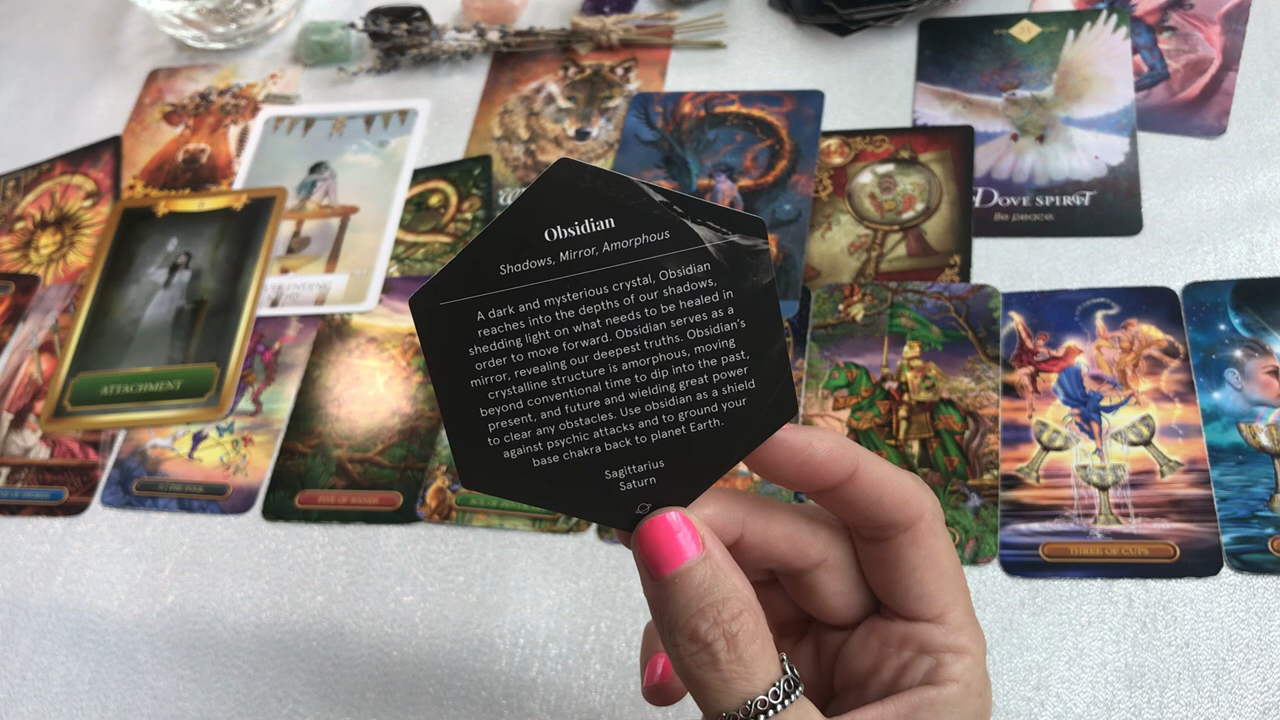 Obsidian
Shadows, Mirror, Amorphous
A dark and mysterious crystal, Obsidian
reaches into the depths of our shadows,
shedding light on what needs to be healed in
order to move forward. Obsidian serves as a
mirror, revealing our deepest truths. Obsidian's
crystalline structure is amorphous, moving
beyond conventional time to dip into the past,
present, and future and wielding great power
to clear any obstacles. Use obsidian as a shield
against psychic attacks and to ground your
base chakra back to planet Earth.
Sagittarius
Saturn
DOVE SPIRIT
Be peace.
ATTACHMENT
FIVE OF WANDS
THREE OF CUPS